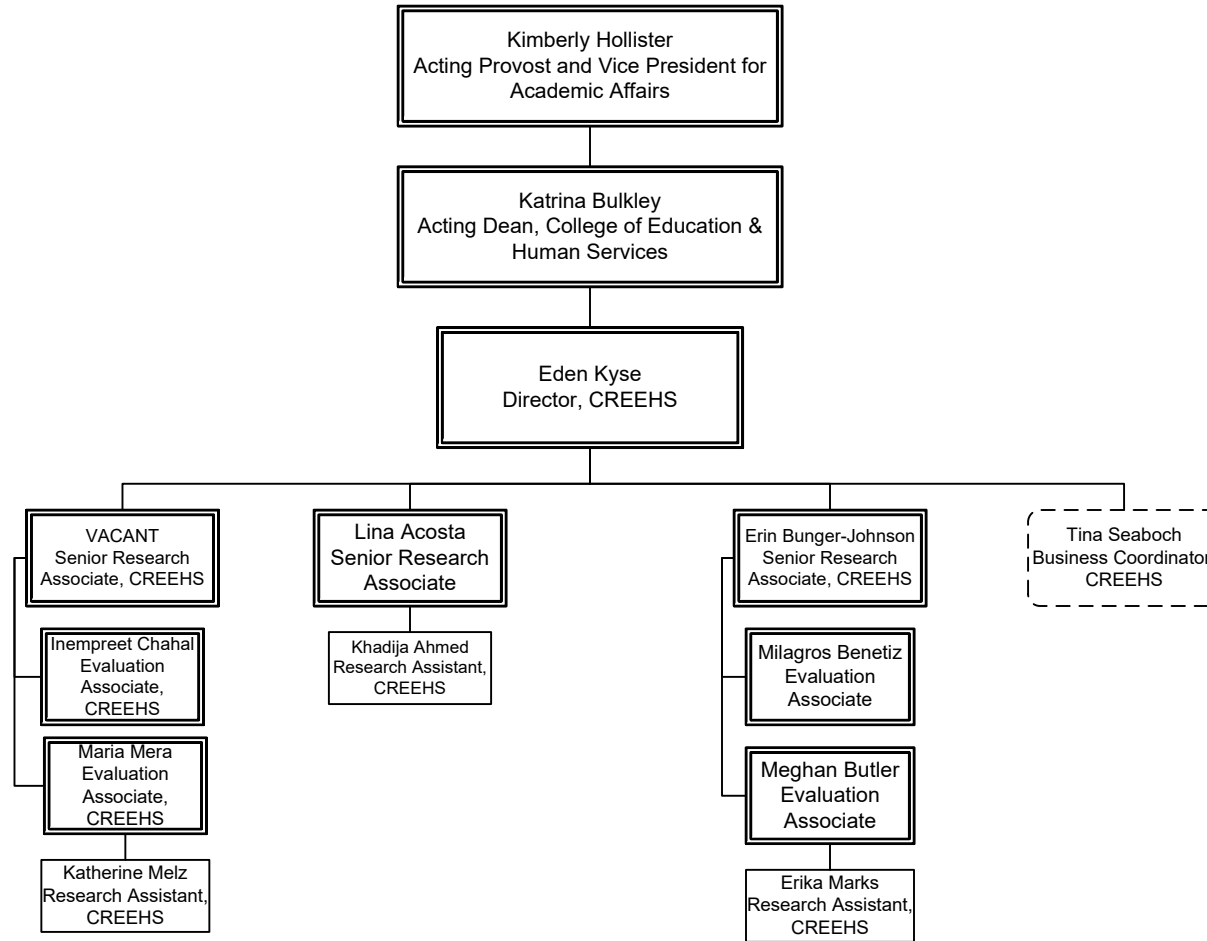 Kimberly Hollister
Acting Provost and Vice President for
Academic Affairs
Katrina Bulkley
Acting Dean, College of Education &
Human Services
Eden Kyse
Director, CREEHS
VACANT
Senior Research
Associate, CREEHS
Lina Acosta
Senior Research
Associate
Erin Bunger-Johnson
Senior Research
Associate, CREEHS
Tina Seaboch
Business Coordinator
CREEHS
Inempreet Chahal
Evaluation
Associate,
CREEHS
Khadija Ahmed
Research Assistant,
CREEHS
Milagros Benetiz
Evaluation
Associate
Maria Mera
Evaluation
Associate,
CREEHS
Meghan Butler
Evaluation
Associate
Katherine Melz
Research Assistant,
CREEHS
Erika Marks
Research Assistant,
CREEHS